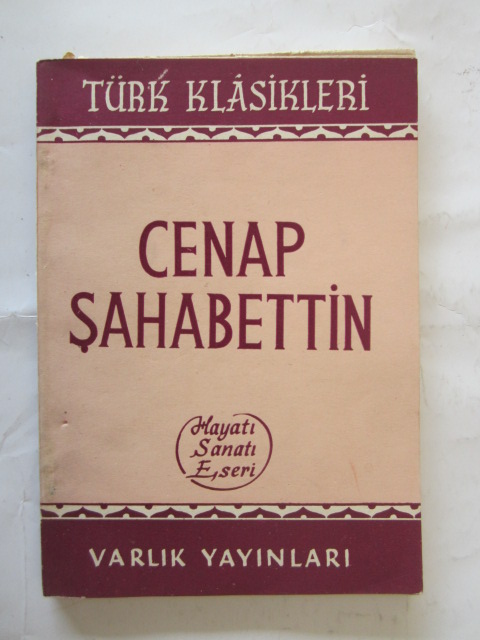 TÜRK KLÂSİKLERİ
CENAP
ŞAHABETTİN
Hayatı
Sanatı
Eseri
VARLIK YAYINLARI